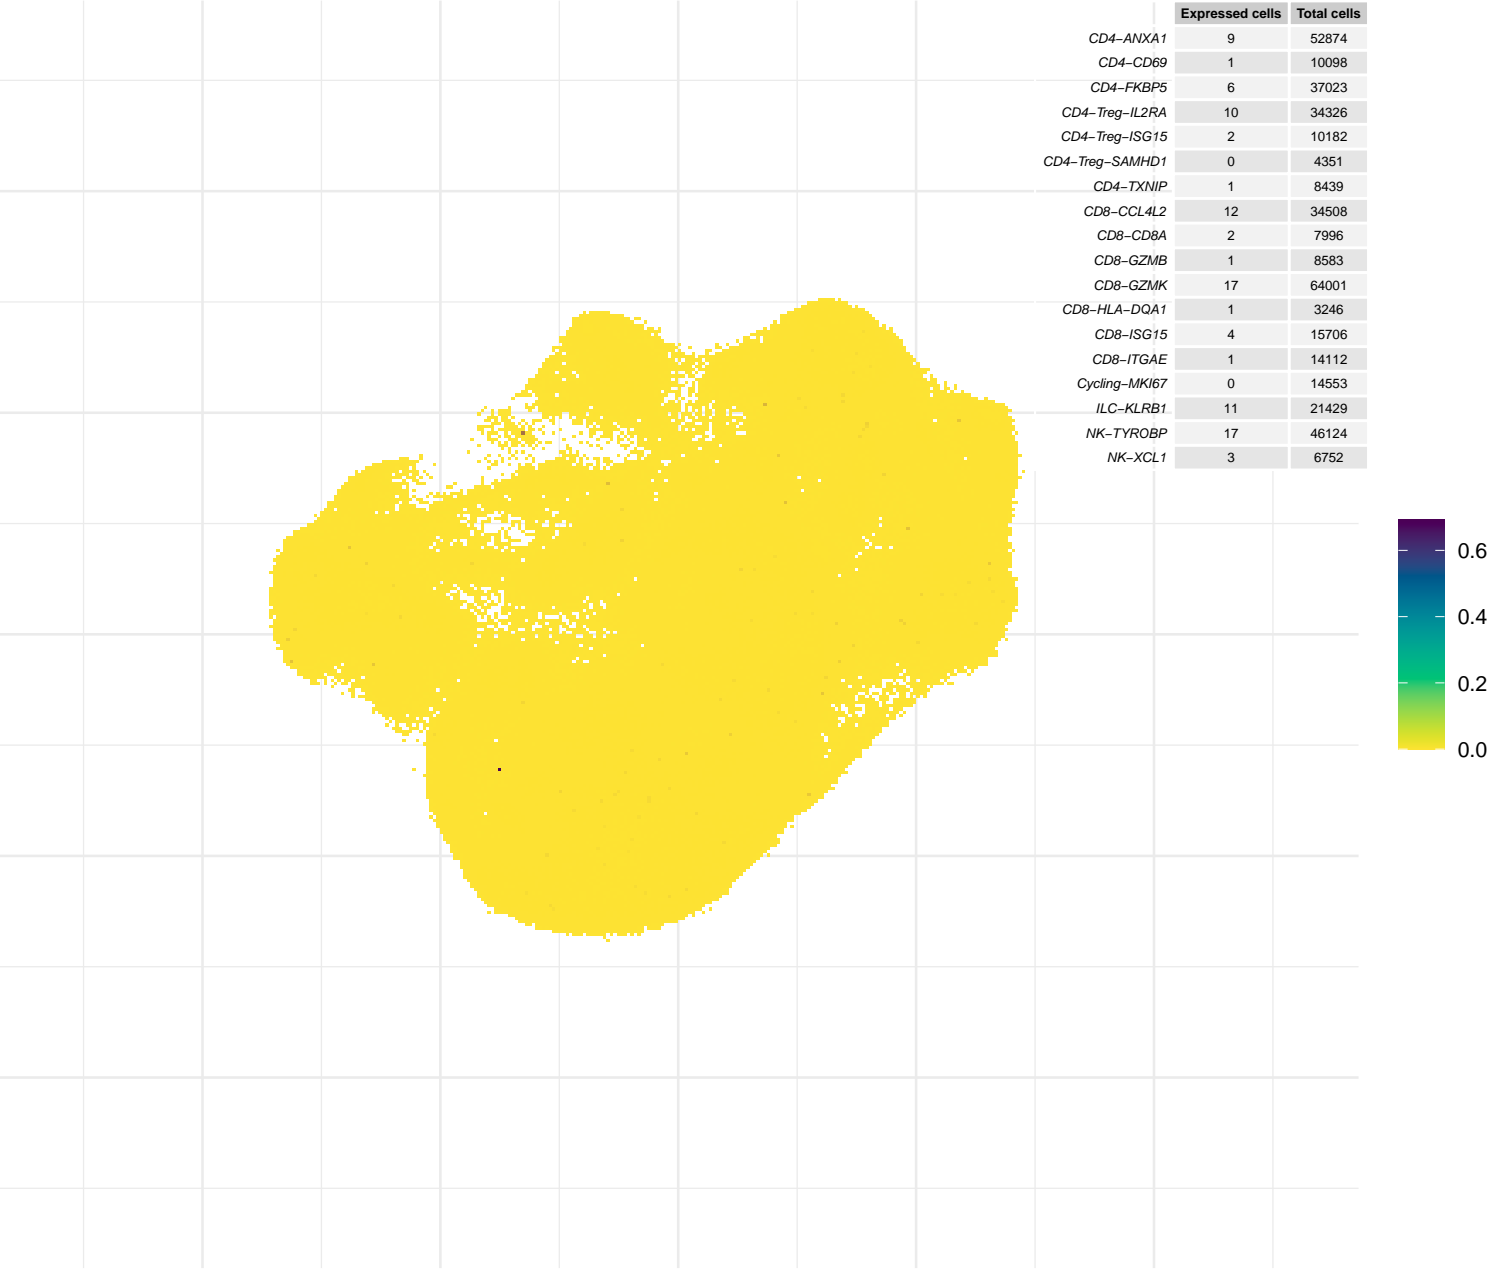 Expressed cells Total cells
CD4−ANXA1 9 52874
CD4−CD69 1 10098
CD4−FKBP5 6 37023
CD4−Treg−IL2RA 10 34326
CD4−Treg−ISG15 2 10182
CD4−Treg−SAMHD1 0 4351
CD4−TXNIP 1 8439
CD8−CCL4L2 12 34508
CD8−CD8A 2 7996
CD8−GZMB 1 8583
CD8−GZMK 17 64001
CD8−HLA−DQA1 1 3246
CD8−ISG15 4 15706
CD8−ITGAE 1 14112
Cycling−MKI67 0 14553
ILC−KLRB1 11 21429
NK−TYROBP 17 46124
NK−XCL1 3 6752
0.6
0.4
0.2
0.0